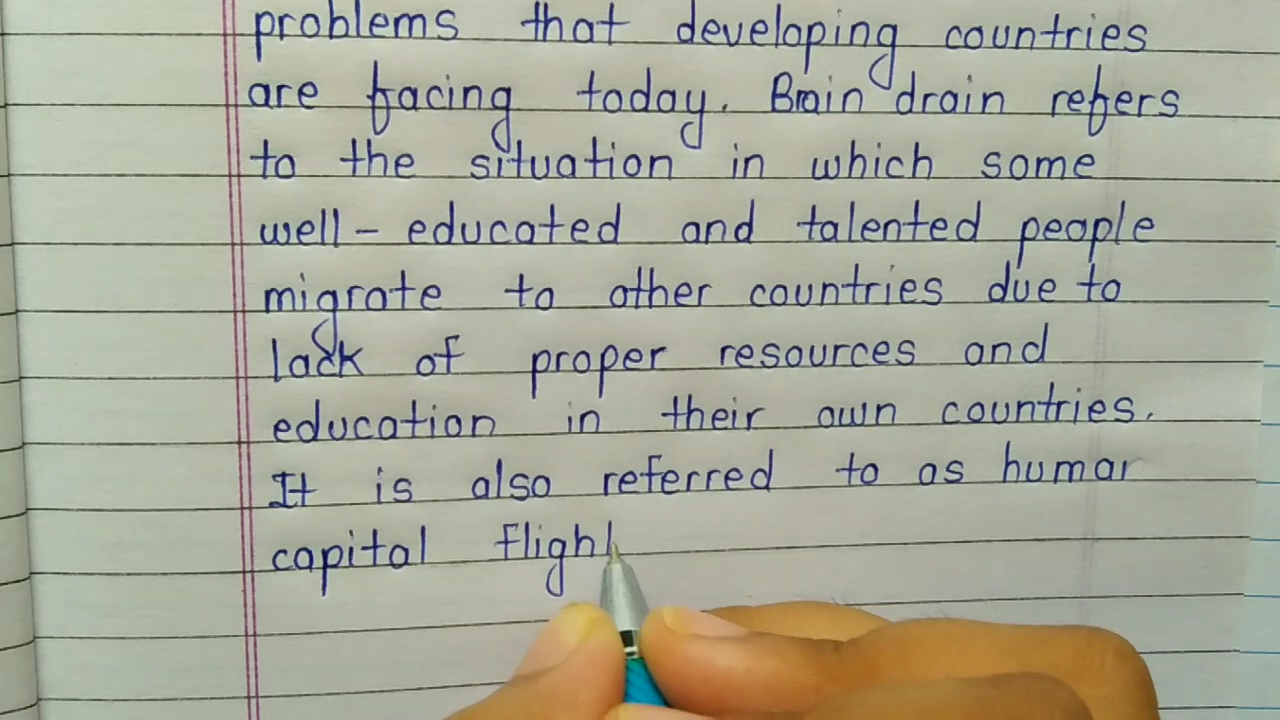 problems that developing countries
are facing today. Brain drain refers
to the situation in which some
well-educated and talented people
migrate to other countries due to
lack of proper resources and
education in their own countries.
It is also referred to as human
capital fligh